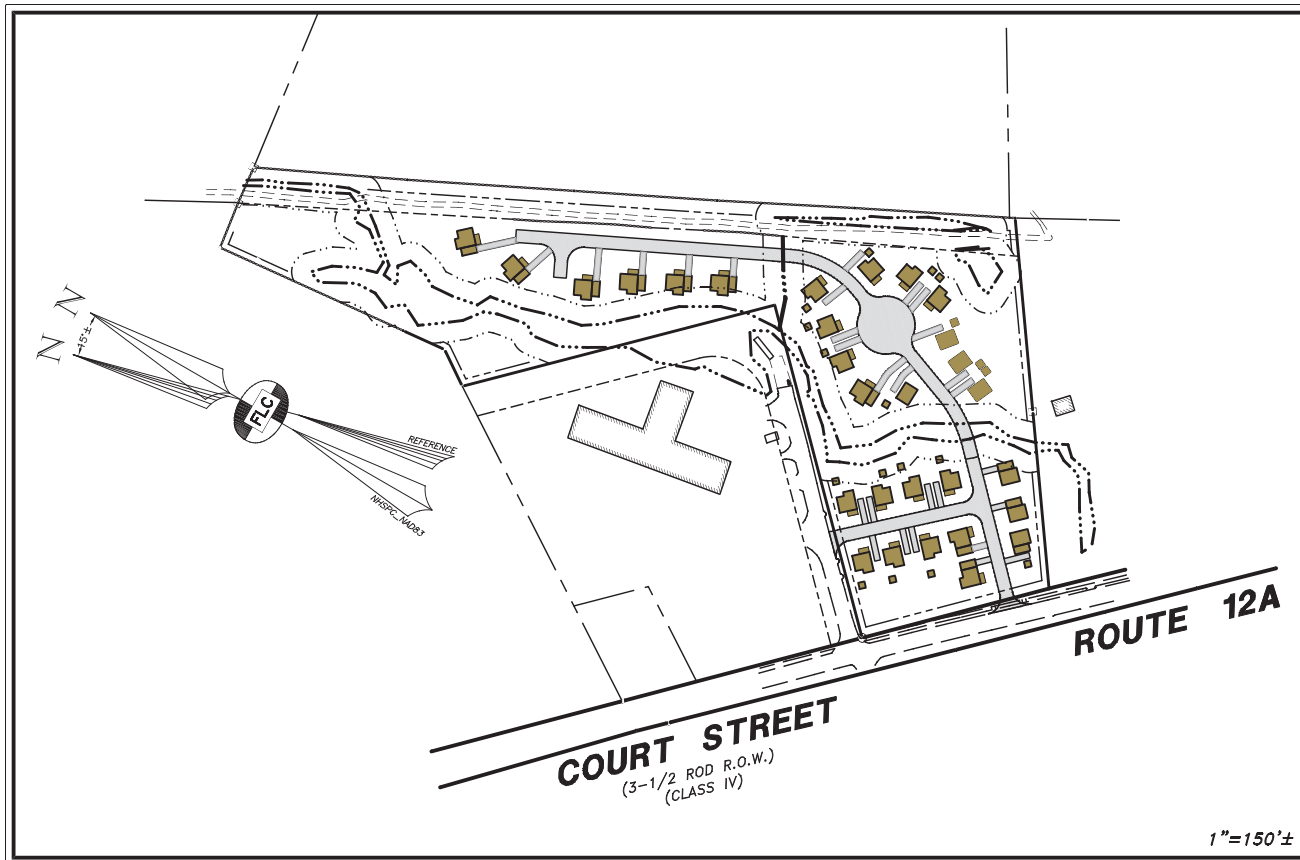 N N
15'±
FLC
REFERENCE
NHSPC_NAD83
ROUTE 12A
COURT STREET
(3-1/2 ROD R.O.W.)
(CLASS IV)
1"=150'±